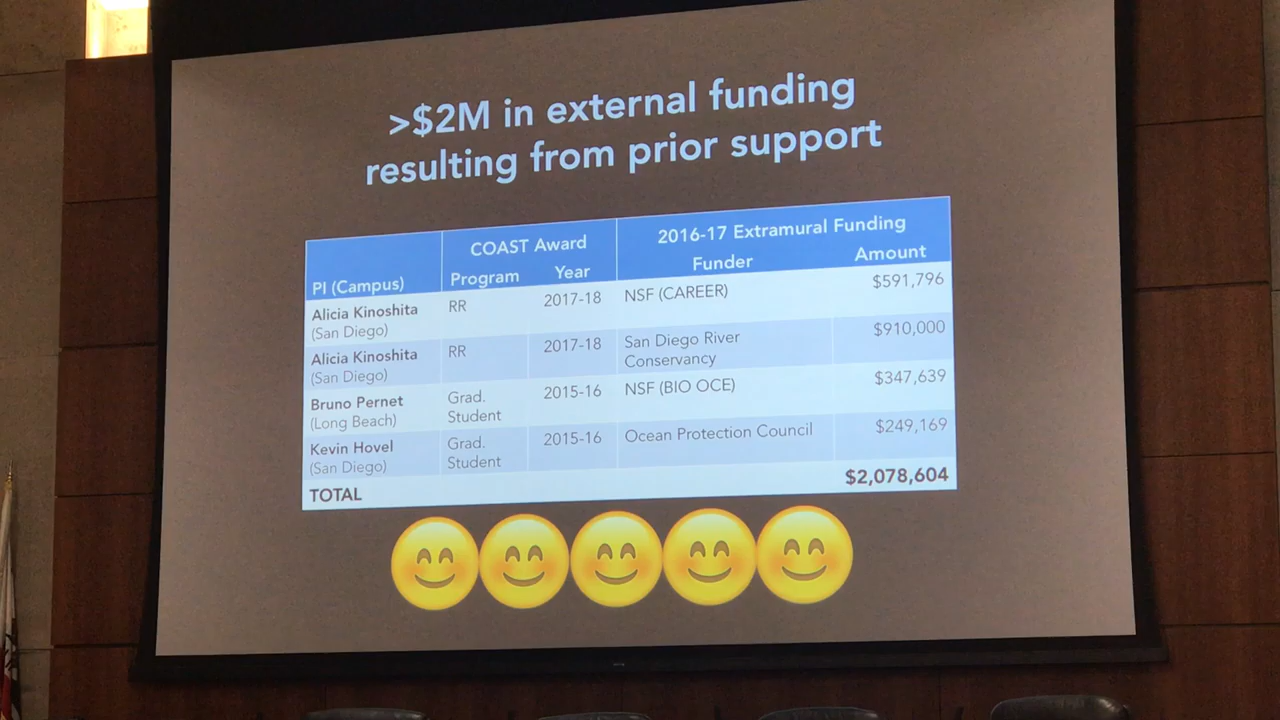 >$2M in external funding
resulting from prior support
PI (Campus) COAST Award 2016-17 Extramural Funding
Program Year Funder Amount
Alicia Kinoshita (San Diego) RR 2017-18 NSF (CAREER) $591,796
Alicia Kinoshita (San Diego) RR 2017-18 San Diego River Conservancy $910,000
Bruno Pernet (Long Beach) Grad. Student 2015-16 NSF (BIO OCE) $347,639
Kevin Hovel (San Diego) Grad. Student 2015-16 Ocean Protection Council $249,169
TOTAL $2,078,604